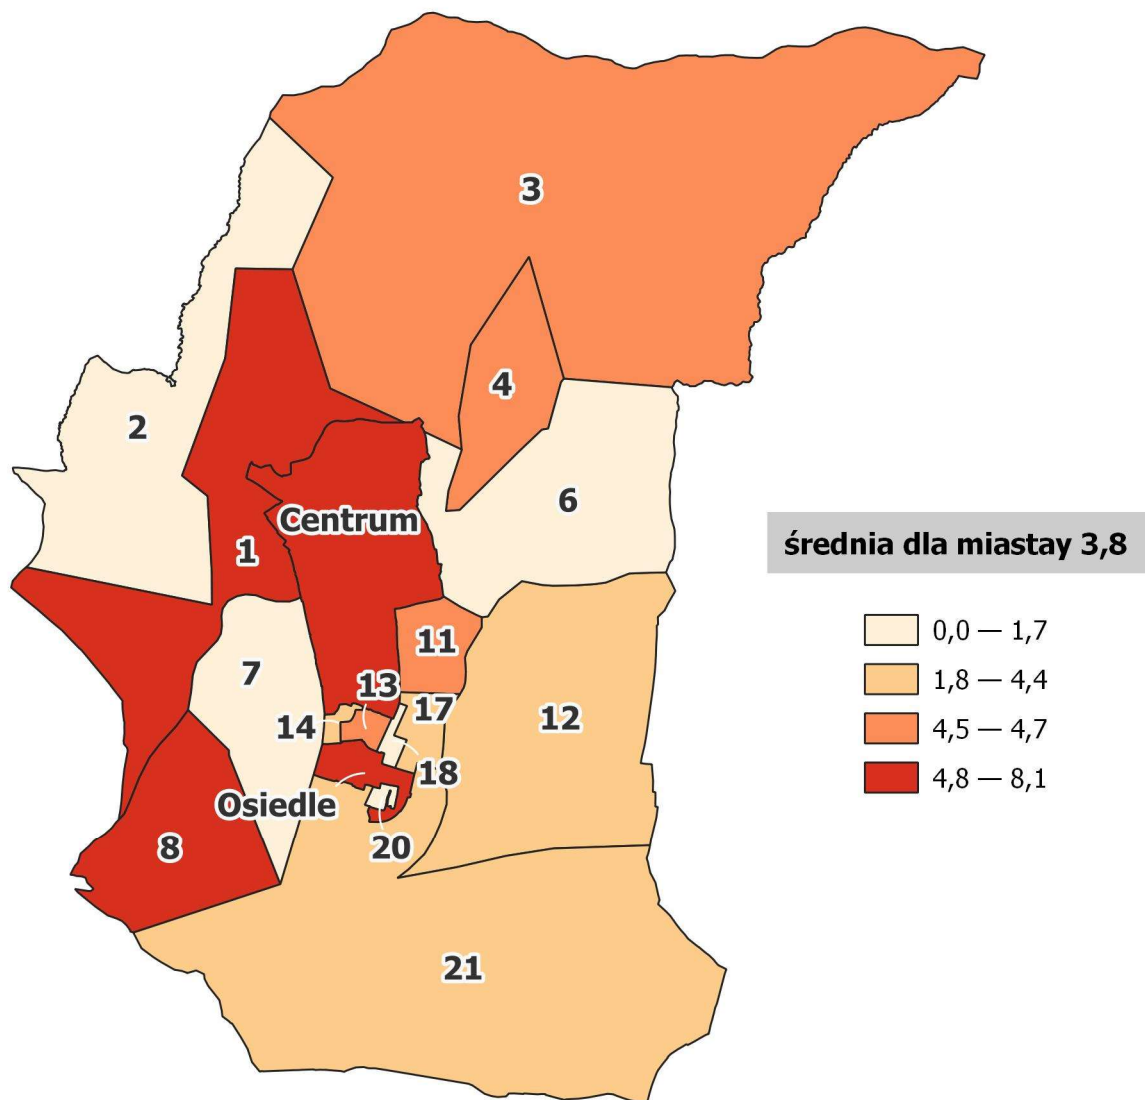 3
4
2
6
Centrum
1
średnia dla miastay 3,8
0,0 — 1,7
1,8 — 4,4
4,5 — 4,7
4,8 — 8,1
11
7
13
17
14
12
18
Osiedle
8
20
21